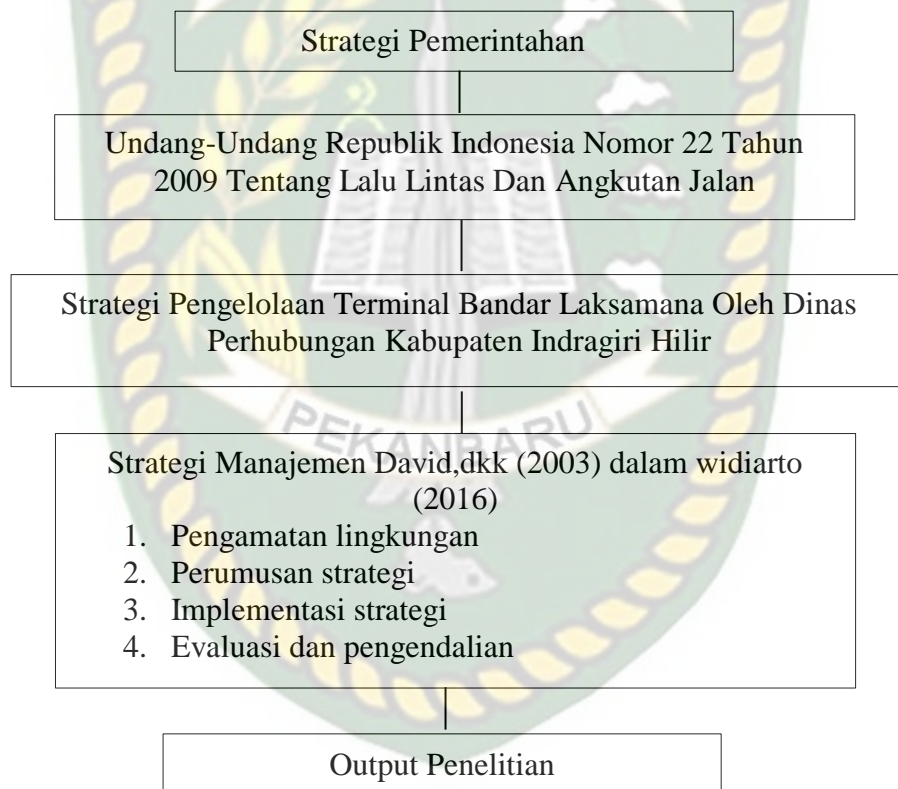 Strategi Pemerintahan
Undang-Undang Republik Indonesia Nomor 22 Tahun
2009 Tentang Lalu Lintas Dan Angkutan Jalan
Strategi Pengelolaan Terminal Bandar Laksamana Oleh Dinas
Perhubungan Kabupaten Indragiri Hilir
PEKANBARU
Strategi Manajemen David,dkk (2003) dalam widiarto
(2016)
1. Pengamatan lingkungan
2. Perumusan strategi
3. Implementasi strategi
4. Evaluasi dan pengendalian
Output Penelitian